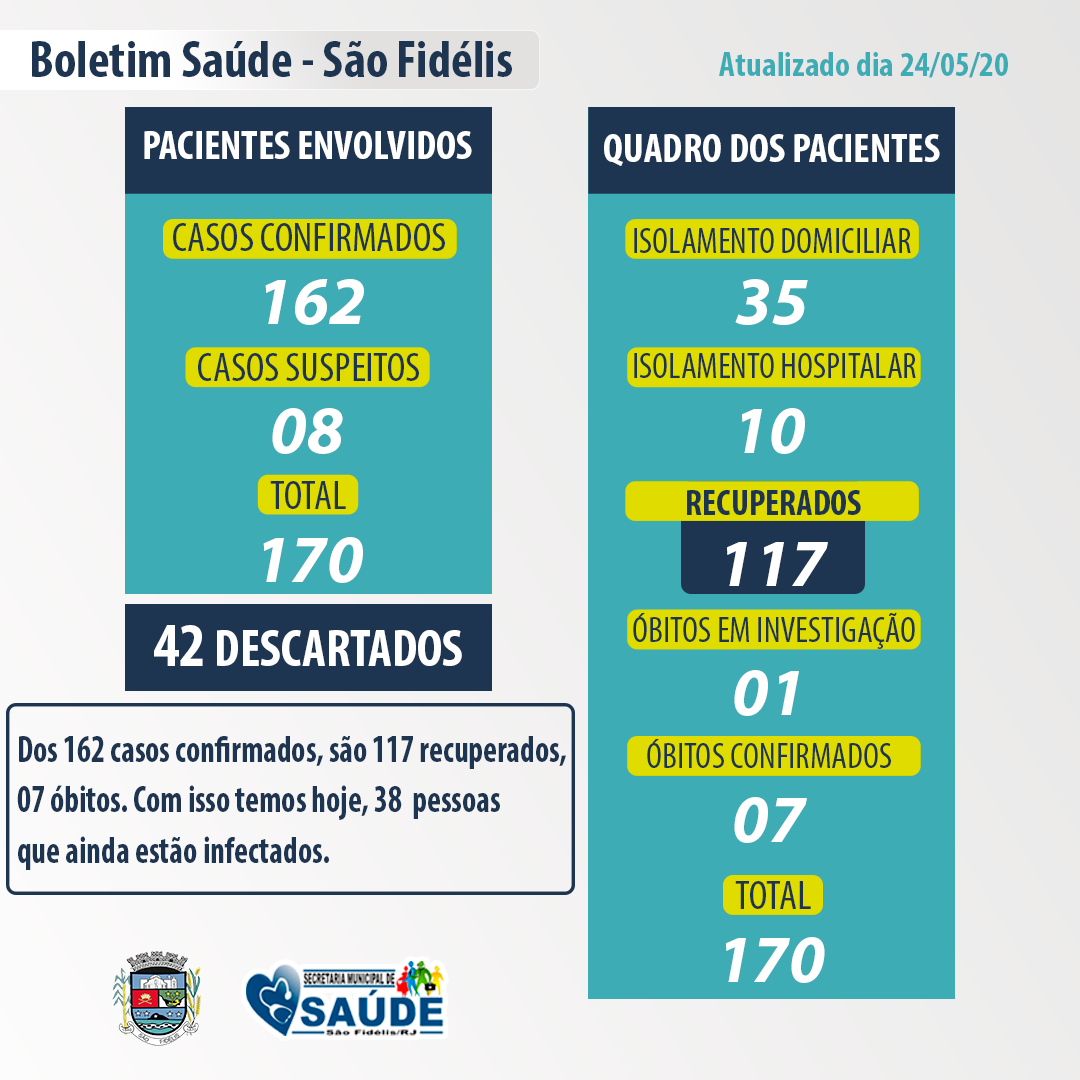 Boletim Saúde - São Fidélis
Atualizado dia 24/05/20
PACIENTES ENVOLVIDOS
CASOS CONFIRMADOS
162
CASOS SUSPEITOS
08
TOTAL
170
42 DESCARTADOS
Dos 162 casos confirmados, são 117 recuperados,
07 óbitos. Com isso temos hoje, 38 pessoas
que ainda estão infectados.
QUADRO DOS PACIENTES
ISOLAMENTO DOMICILIAR
35
ISOLAMENTO HOSPITALAR
10
RECUPERADOS
117
ÓBITOS EM INVESTIGAÇÃO
01
ÓBITOS CONFIRMADOS
07
TOTAL
170
SÃO FIDÉLIS
SECRETARIA MUNICIPAL DE
SAÚDE
São Fidélis/RJ